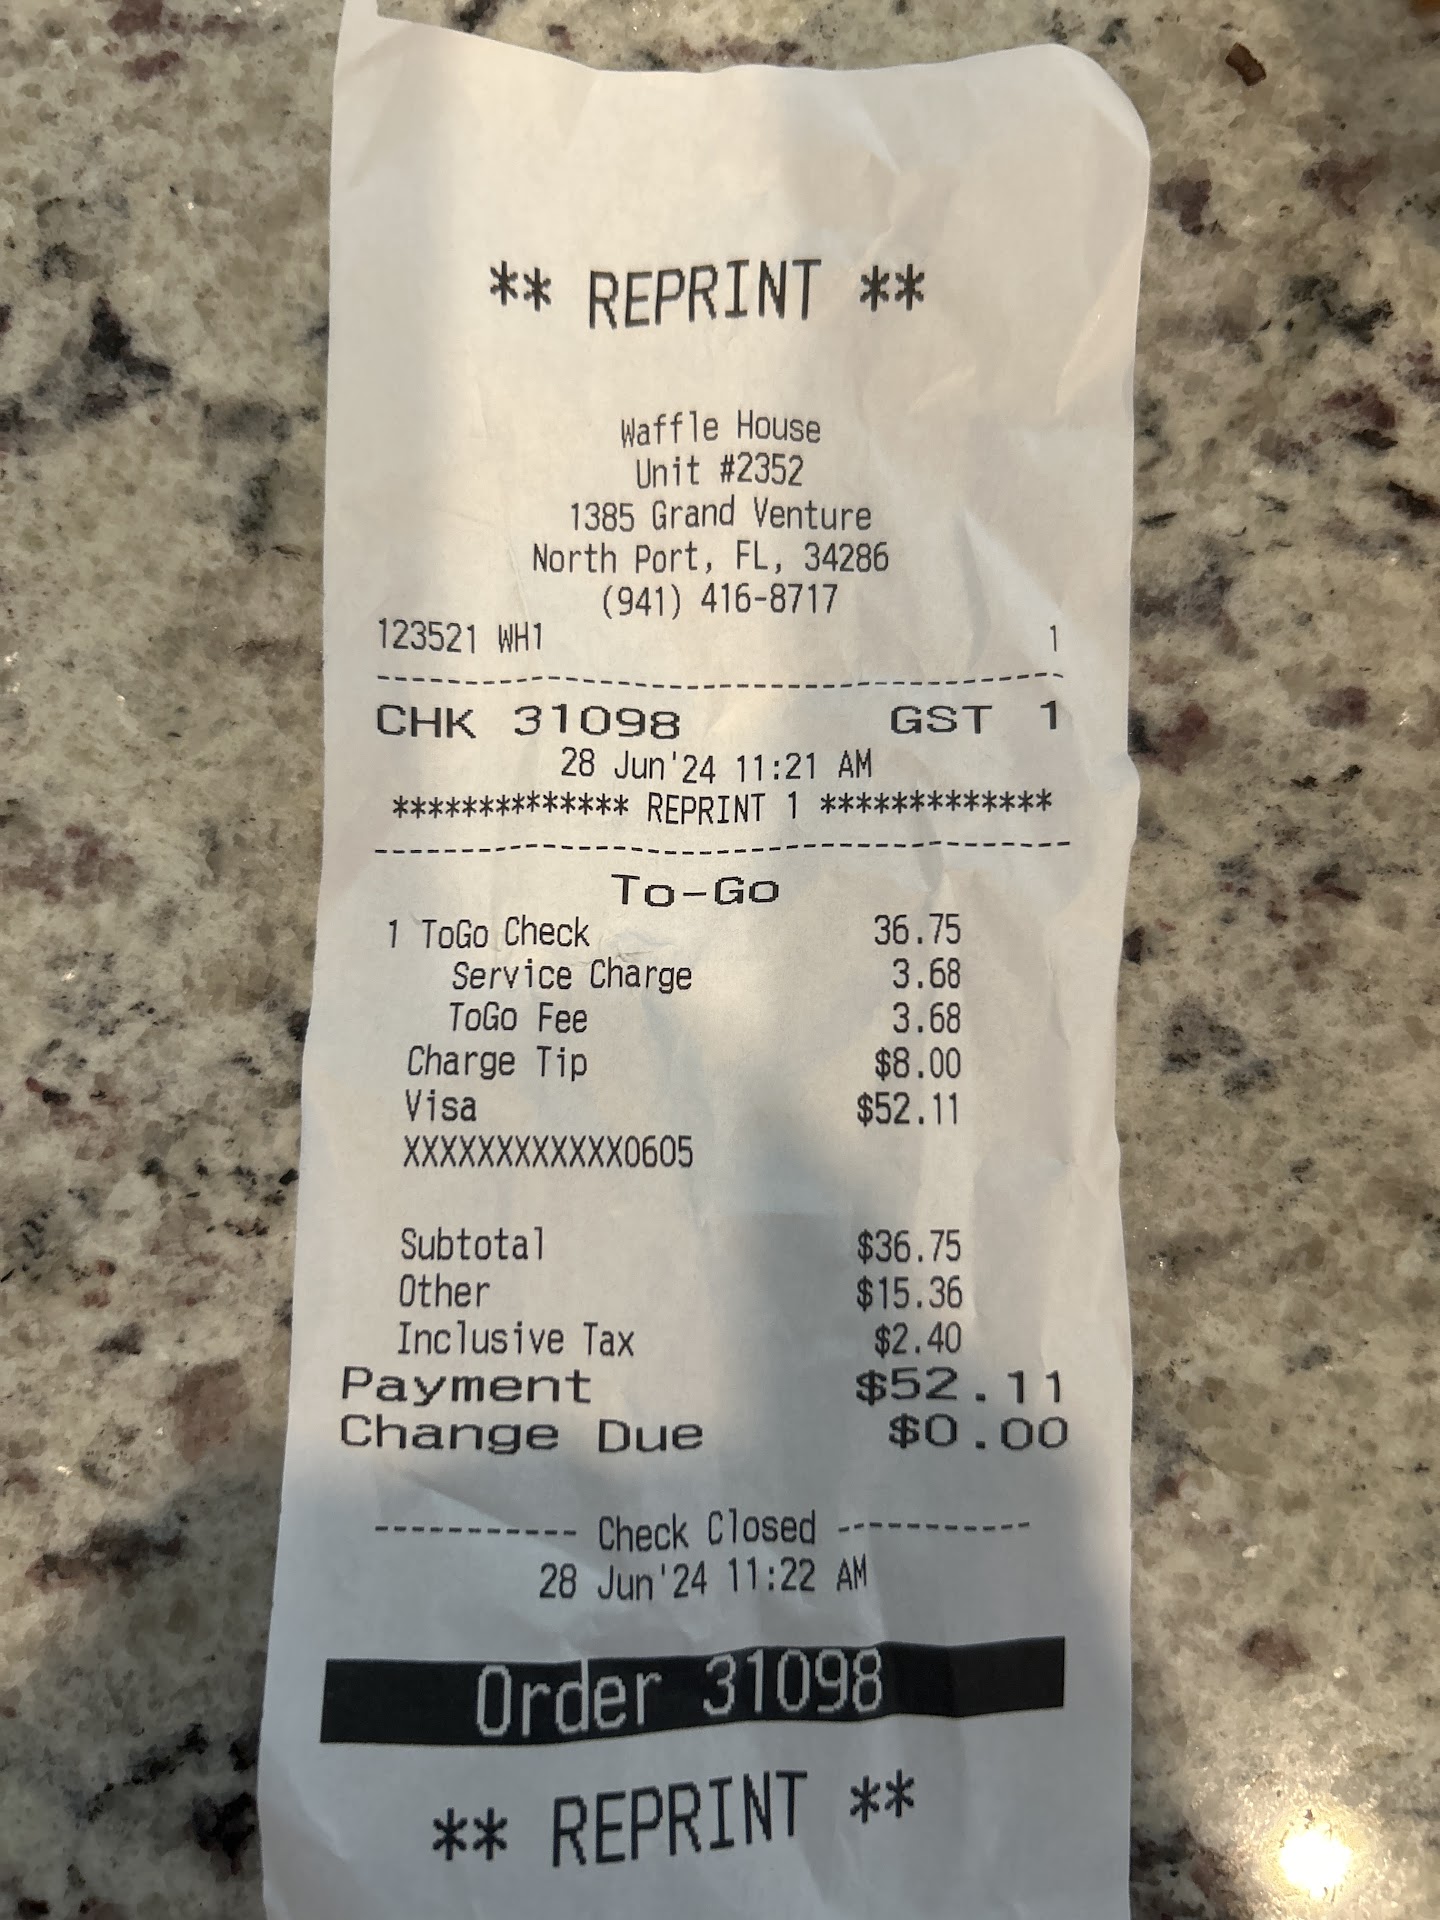 ** REPRINT **
Waffle House
Unit #2352
1385 Grand Venture
North Port, FL, 34286
(941) 416-8717
123521 WH1 1
--------------------------------------
CHK 31098 GST 1
28 Jun'24 11:21 AM
************** REPRINT 1 **************
--------------------------------------
To-Go
1 ToGo Check 36.75
Service Charge 3.68
ToGo Fee 3.68
Charge Tip $8.00
Visa $52.11
XXXXXXXXXXXX0605
Subtotal $36.75
Other $15.36
Inclusive Tax $2.40
Payment $52.11
Change Due $0.00
----------- Check Closed -----------
28 Jun'24 11:22 AM
Order 31098
** REPRINT **